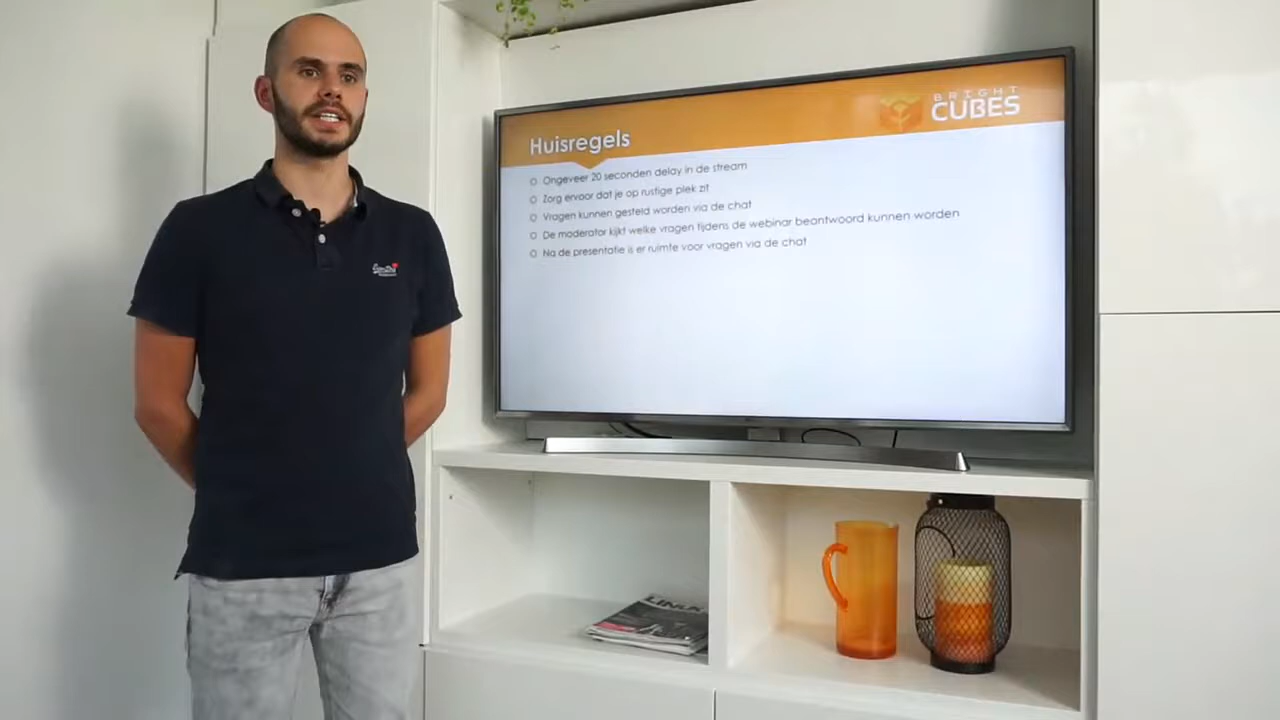 BRIGHT
CUBES
Huisregels
Ongeveer 20 seconden delay in de stream
Zorg ervoor dat je op rustige plek zit
Vragen kunnen gesteld worden via de chat
De moderator kijkt welke vragen tijdens de webinar beantwoord kunnen worden
Na de presentatie is er ruimte voor vragen via de chat
LINUX